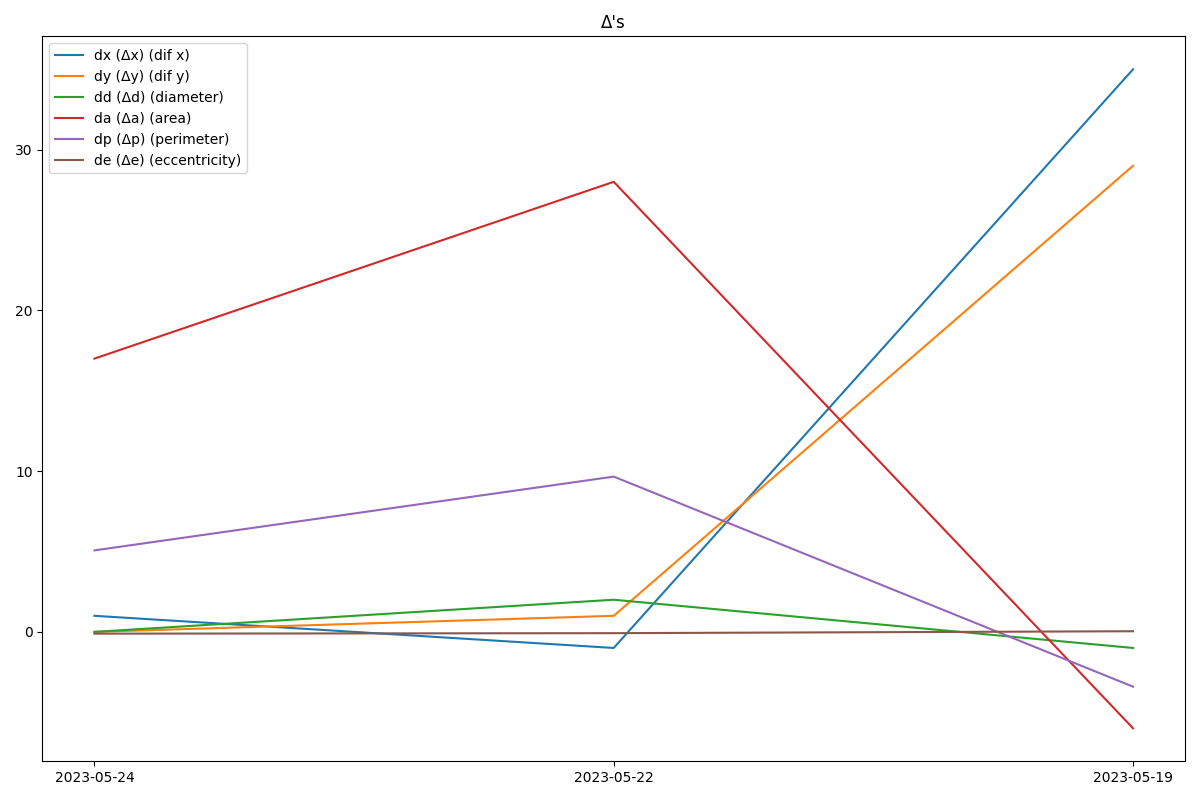 Δ's
dx (Δx) (dif x)
dy (Δy) (dif y)
dd (Δd) (diameter)
da (Δa) (area)
dp (Δp) (perimeter)
de (Δe) (eccentricity)
30
20
10
0
2023-05-24
2023-05-22
2023-05-19